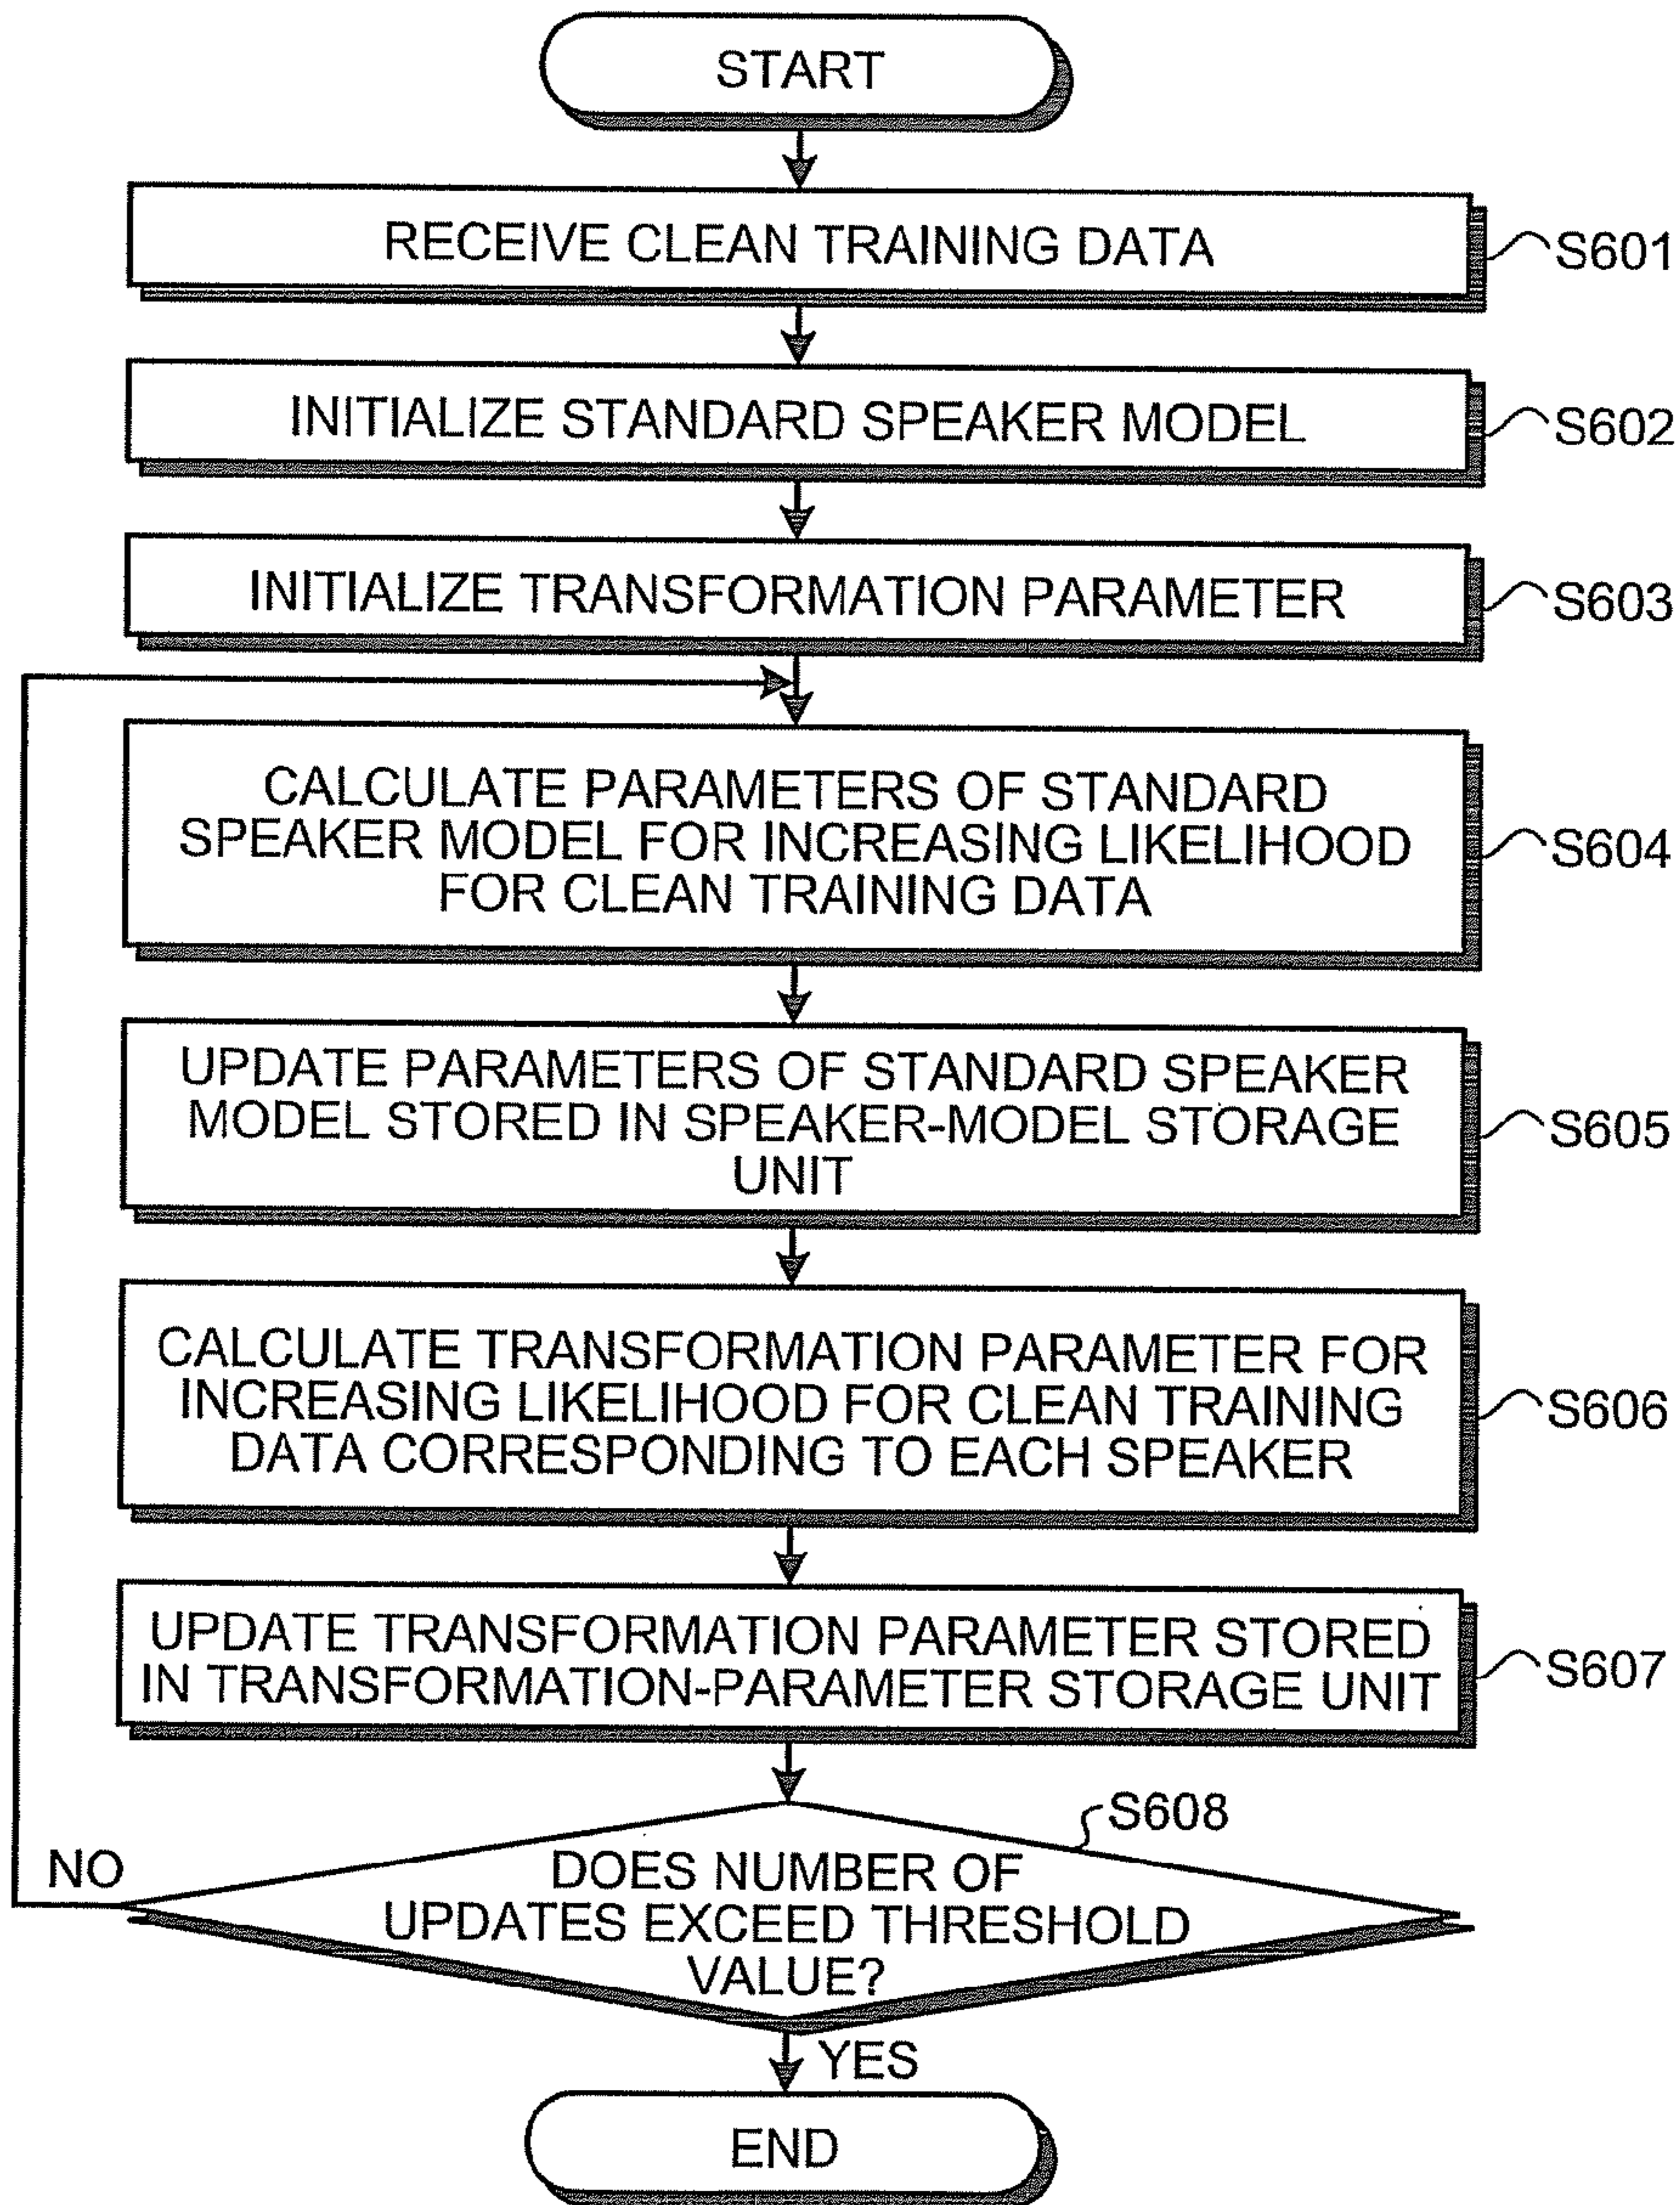 START
RECEIVE CLEAN TRAINING DATA
S601
INITIALIZE STANDARD SPEAKER MODEL
S602
INITIALIZE TRANSFORMATION PARAMETER
S603
CALCULATE PARAMETERS OF STANDARD
SPEAKER MODEL FOR INCREASING LIKELIHOOD
FOR CLEAN TRAINING DATA
S604
UPDATE PARAMETERS OF STANDARD SPEAKER
MODEL STORED IN SPEAKER-MODEL STORAGE
UNIT
S605
CALCULATE TRANSFORMATION PARAMETER FOR
INCREASING LIKELIHOOD FOR CLEAN TRAINING
DATA CORRESPONDING TO EACH SPEAKER
S606
UPDATE TRANSFORMATION PARAMETER STORED
IN TRANSFORMATION-PARAMETER STORAGE UNIT
S607
S608
NO
DOES NUMBER OF
UPDATES EXCEED THRESHOLD
VALUE?
YES
END